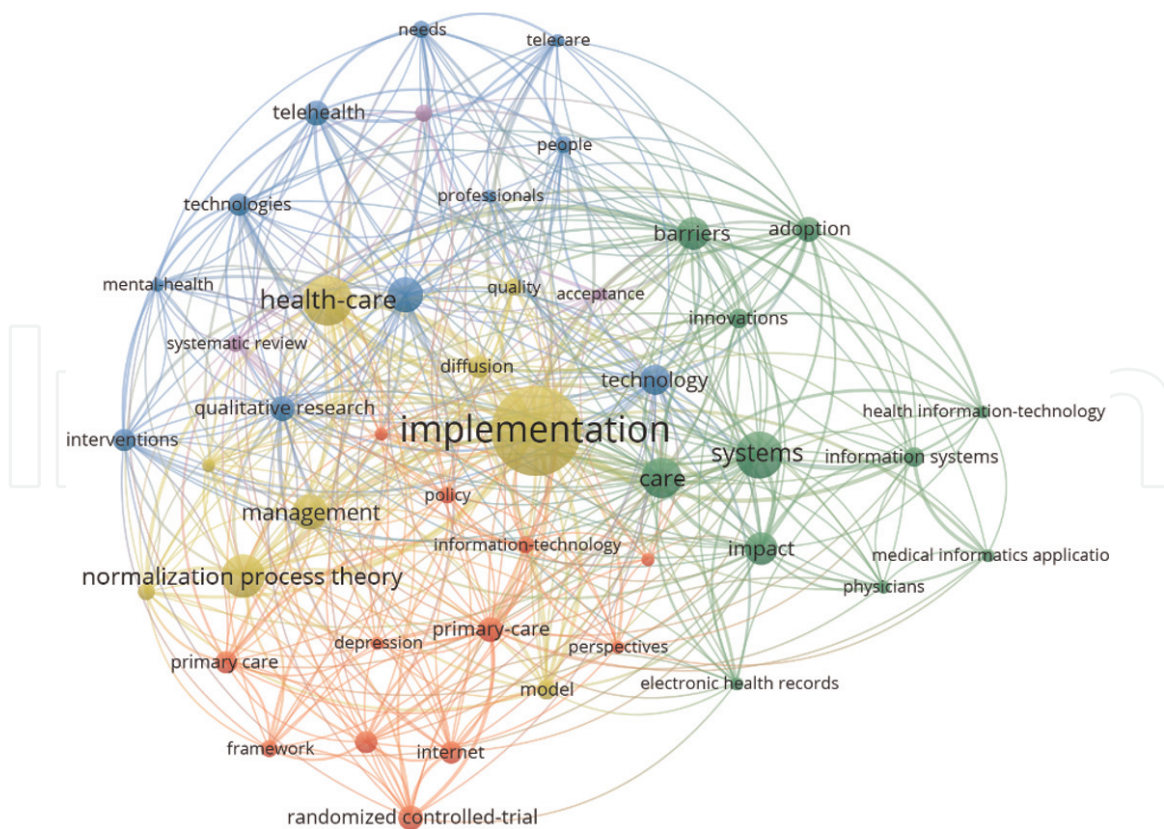 needs
telecare
telehealth
people
professionals
technologies
barriers
adoption
mental-health
quality
acceptance
health-care
innovations
systematic review
diffusion
technology
qualitative research
health information-technology
implementation
interventions
systems
information systems
care
policy
management
information-technology
impact
medical informatics applicatio
normalization process theory
physicians
primary-care
depression
perspectives
primary care
electronic health records
model
framework
internet
randomized controlled-trial